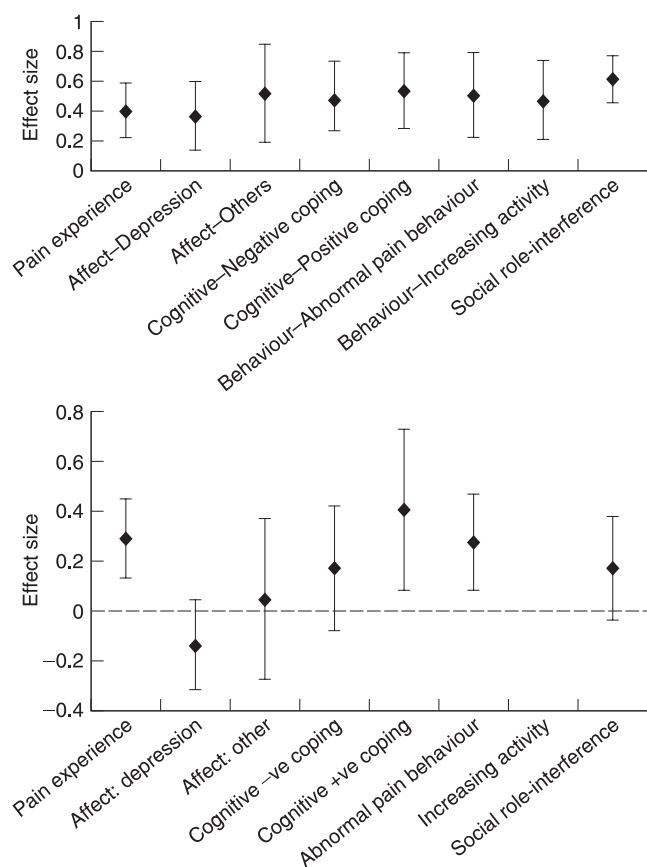 1
0.8
0.6
0.4
0.2
0
Effect size
Pain experience
Affect–Depression
Affect–Others
Cognitive–Negative coping
Cognitive–Positive coping
Behaviour–Abnormal pain behaviour
Behaviour–Increasing activity
Social role-interference
0.8
0.6
0.4
0.2
0
−0.2
−0.4
Effect size
Pain experience
Affect: depression
Affect: other
Cognitive –ve coping
Cognitive +ve coping
Abnormal pain behaviour
Increasing activity
Social role-interference